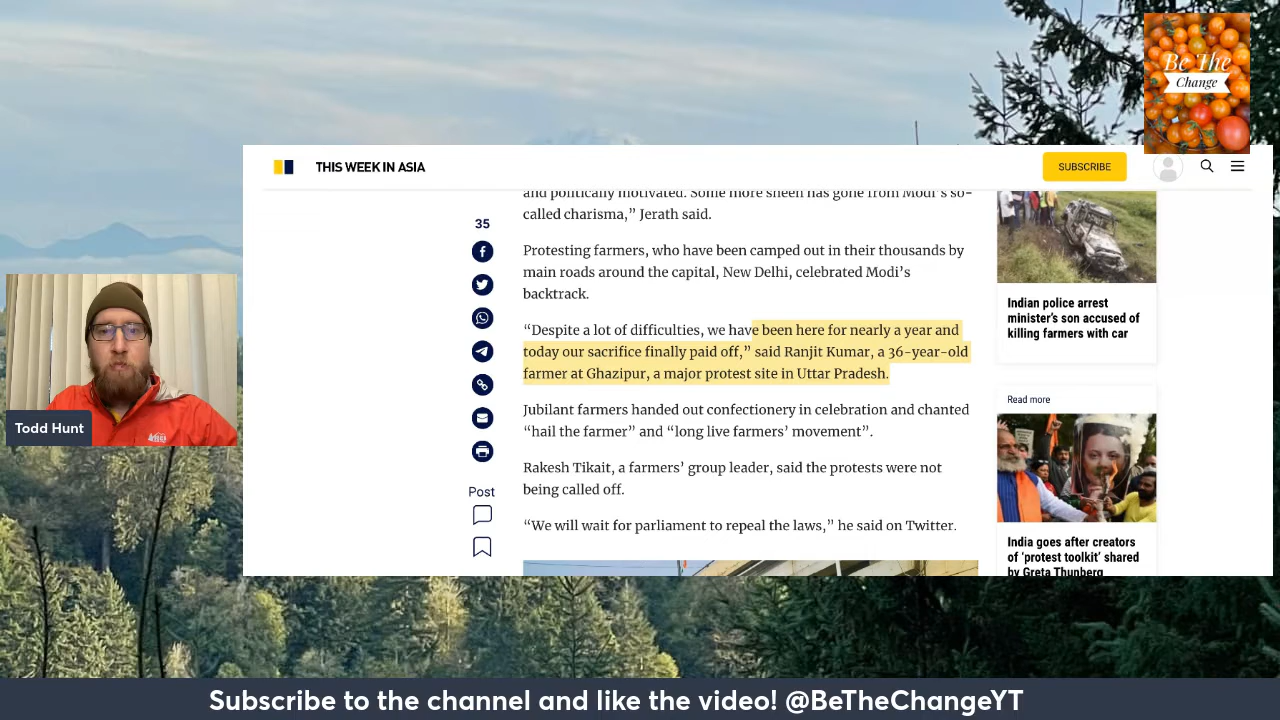 Be The
Change
THIS WEEK IN ASIA
SUBSCRIBE
and politically motivated. Some more sheen has gone from Modi’s so-
called charisma,” Jerath said.
35
Protesting farmers, who have been camped out in their thousands by
main roads around the capital, New Delhi, celebrated Modi’s
backtrack.
“Despite a lot of difficulties, we have been here for nearly a year and
today our sacrifice finally paid off,” said Ranjit Kumar, a 36-year-old
farmer at Ghazipur, a major protest site in Uttar Pradesh.
Jubilant farmers handed out confectionery in celebration and chanted
“hail the farmer” and “long live farmers’ movement”.
Rakesh Tikait, a farmers’ group leader, said the protests were not
being called off.
“We will wait for parliament to repeal the laws,” he said on Twitter.
Post
Indian police arrest
minister’s son accused of
killing farmers with car
Read more
India goes after creators
of ‘protest toolkit’ shared
by Greta Thunberg
Todd Hunt
Subscribe to the channel and like the video! @BeTheChangeYT